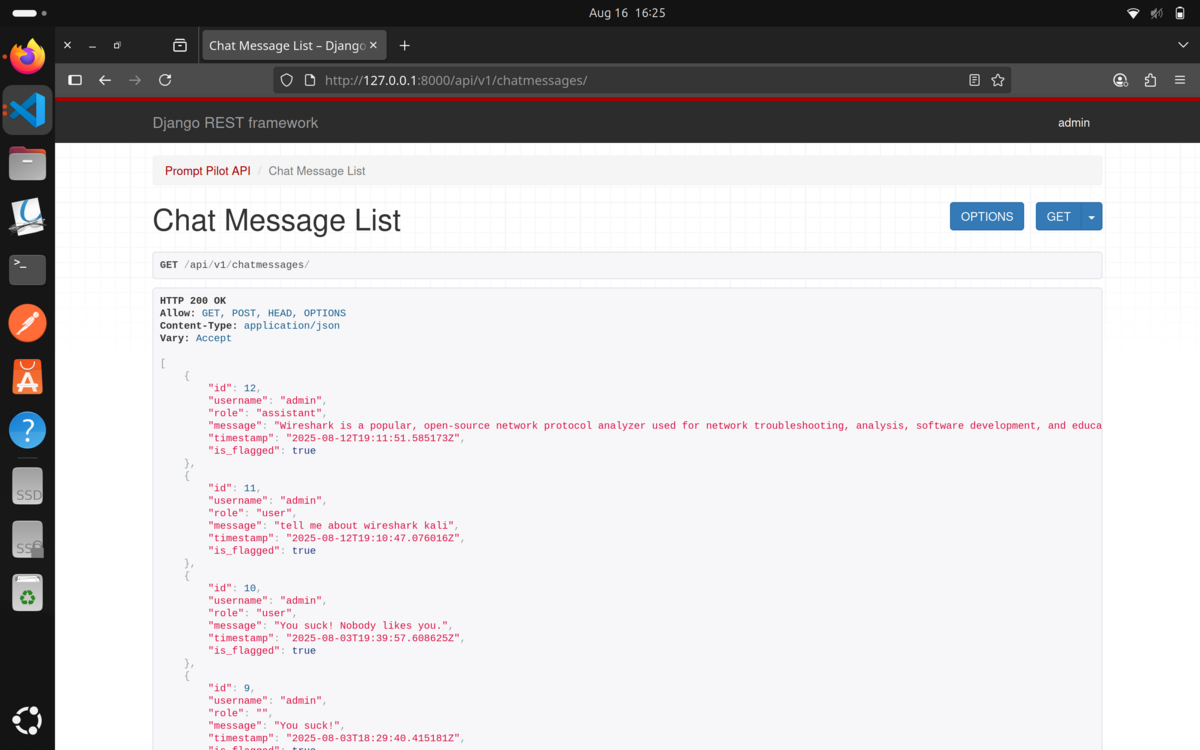 Aug 16 16:25
Chat Message List – Django
http://127.0.0.1:8000/api/v1/chatmessages/
Django REST framework
admin
Prompt Pilot API / Chat Message List
Chat Message List
OPTIONS
GET
GET /api/v1/chatmessages/
HTTP 200 OK
Allow: GET, POST, HEAD, OPTIONS
Content-Type: application/json
Vary: Accept
[
{
"id": 12,
"username": "admin",
"role": "assistant",
"message": "Wireshark is a popular, open-source network protocol analyzer used for network troubleshooting, analysis, software development, and educa
"timestamp": "2025-08-12T19:11:51.585173Z",
"is_flagged": true
},
{
"id": 11,
"username": "admin",
"role": "user",
"message": "tell me about wireshark kali",
"timestamp": "2025-08-12T19:10:47.076016Z",
"is_flagged": true
},
{
"id": 10,
"username": "admin",
"role": "user",
"message": "You suck! Nobody likes you.",
"timestamp": "2025-08-03T19:39:57.608625Z",
"is_flagged": true
},
{
"id": 9,
"username": "admin",
"role": "",
"message": "You suck!",
"timestamp": "2025-08-03T18:29:40.415181Z",
"is_flagged": true
SSD